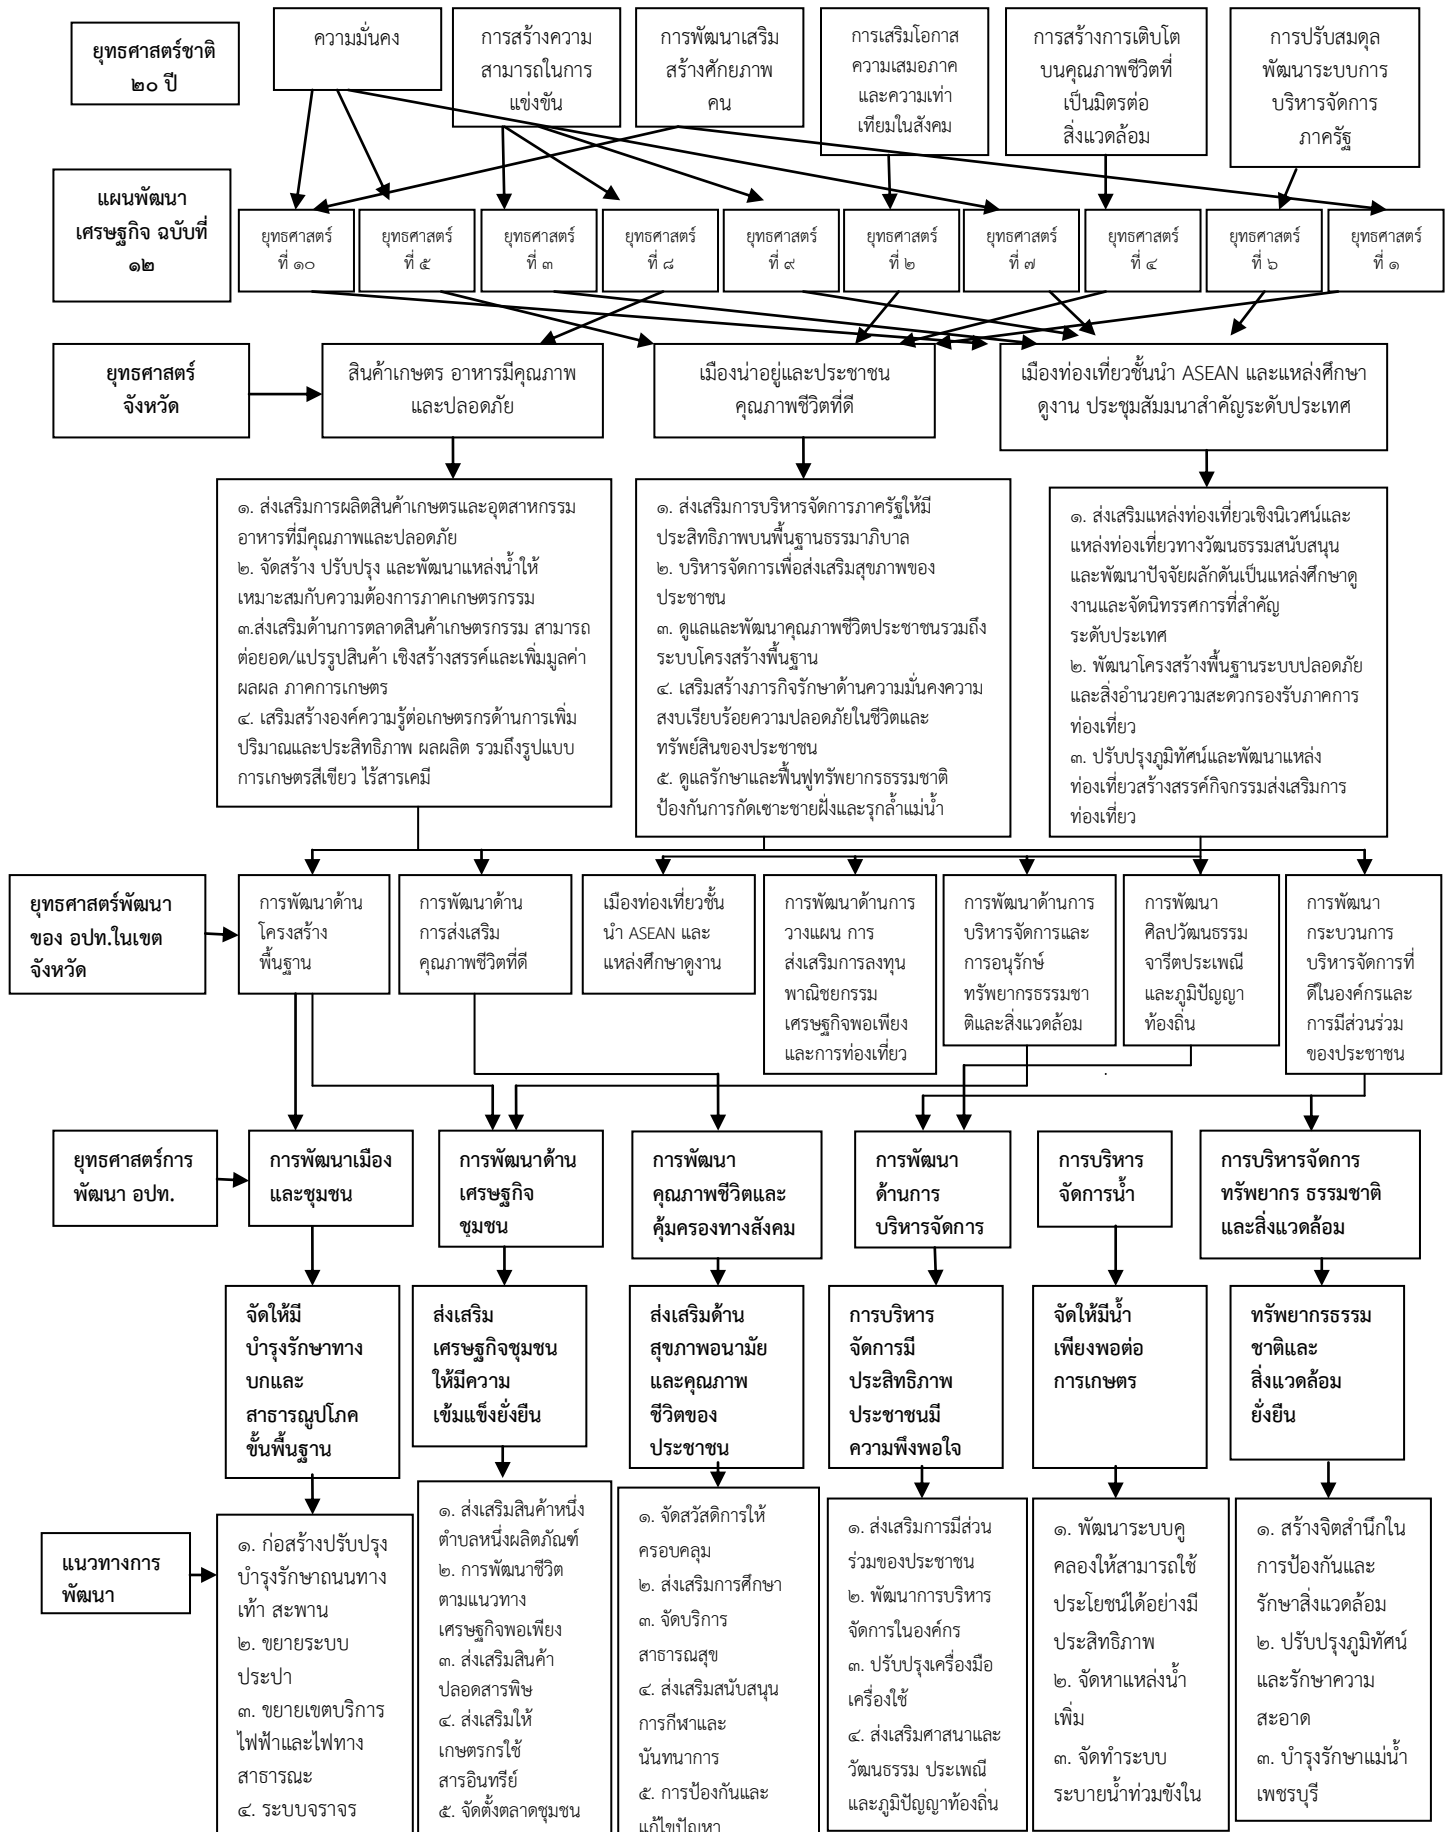 ยุทธศาสตร์ชาติ
๒๐ ปี
ความมั่นคง
การสร้างความ
สามารถในการ
แข่งขัน
การพัฒนาเสริม
สร้างศักยภาพ
คน
การเสริมโอกาส
ความเสมอภาค
และความเท่า
เทียมในสังคม
การสร้างการเติบโต
บนคุณภาพชีวิตที่
เป็นมิตรต่อ
สิ่งแวดล้อม
การปรับสมดุล
พัฒนาระบบการ
บริหารจัดการ
ภาครัฐ
แผนพัฒนา
เศรษฐกิจ ฉบับที่
๑๒
ยุทธศาสตร์
ที่ ๑๐
ยุทธศาสตร์
ที่ ๕
ยุทธศาสตร์
ที่ ๓
ยุทธศาสตร์
ที่ ๘
ยุทธศาสตร์
ที่ ๙
ยุทธศาสตร์
ที่ ๒
ยุทธศาสตร์
ที่ ๗
ยุทธศาสตร์
ที่ ๔
ยุทธศาสตร์
ที่ ๖
ยุทธศาสตร์
ที่ ๑
ยุทธศาสตร์
จังหวัด
สินค้าเกษตร อาหารมีคุณภาพ
และปลอดภัย
เมืองน่าอยู่และประชาชน
คุณภาพชีวิตที่ดี
เมืองท่องเที่ยวชั้นนำ ASEAN และแหล่งศึกษา
ดูงาน ประชุมสัมมนาสำคัญระดับประเทศ
๑. ส่งเสริมการผลิตสินค้าเกษตรและอุตสาหกรรม
อาหารที่มีคุณภาพและปลอดภัย
๒. จัดสร้าง ปรับปรุง และพัฒนาแหล่งน้ำให้
เหมาะสมกับความต้องการภาคเกษตรกรรม
๓.ส่งเสริมด้านการตลาดสินค้าเกษตรกรรม สามารถ
ต่อยอด/แปรรูปสินค้า เชิงสร้างสรรค์และเพิ่มมูลค่า
ผลผล ภาคการเกษตร
๔. เสริมสร้างองค์ความรู้ต่อเกษตรกรด้านการเพิ่ม
ปริมาณและประสิทธิภาพ ผลผลิต รวมถึงรูปแบบ
การเกษตรสีเขียว ไร้สารเคมี
๑. ส่งเสริมการบริหารจัดการภาครัฐให้มี
ประสิทธิภาพบนพื้นฐานธรรมาภิบาล
๒. บริหารจัดการเพื่อส่งเสริมสุขภาพของ
ประชาชน
๓. ดูแลและพัฒนาคุณภาพชีวิตประชาชนรวมถึง
ระบบโครงสร้างพื้นฐาน
๔. เสริมสร้างภารกิจรักษาด้านความมั่นคงความ
สงบเรียบร้อยความปลอดภัยในชีวิตและ
ทรัพย์สินของประชาชน
๕. ดูแลรักษาและฟื้นฟูทรัพยากรธรรมชาติ
ป้องกันการกัดเซาะชายฝั่งและรุกล้ำแม่น้ำ
๑. ส่งเสริมแหล่งท่องเที่ยวเชิงนิเวศน์และ
แหล่งท่องเที่ยวทางวัฒนธรรมสนับสนุน
และพัฒนาปัจจัยผลักดันเป็นแหล่งศึกษาดู
งานและจัดนิทรรศการที่สำคัญ
ระดับประเทศ
๒. พัฒนาโครงสร้างพื้นฐานระบบปลอดภัย
และสิ่งอำนวยความสะดวกรองรับภาคการ
ท่องเที่ยว
๓. ปรับปรุงภูมิทัศน์และพัฒนาแหล่ง
ท่องเที่ยวสร้างสรรค์กิจกรรมส่งเสริมการ
ท่องเที่ยว
ยุทธศาสตร์พัฒนา
ของ อปท.ในเขต
จังหวัด
การพัฒนาด้าน
โครงสร้าง
พื้นฐาน
การพัฒนาด้าน
การส่งเสริม
คุณภาพชีวิตที่ดี
เมืองท่องเที่ยวชั้น
นำ ASEAN และ
แหล่งศึกษาดูงาน
การพัฒนาด้านการ
วางแผน การ
ส่งเสริมการลงทุน
พาณิชยกรรม
เศรษฐกิจพอเพียง
และการท่องเที่ยว
การพัฒนาด้านการ
บริหารจัดการและ
การอนุรักษ์
ทรัพยากรธรรมชา
ติและสิ่งแวดล้อม
การพัฒนา
ศิลปวัฒนธรรม
จารีตประเพณี
และภูมิปัญญา
ท้องถิ่น
การพัฒนา
กระบวนการ
บริหารจัดการที่
ดีในองค์กรและ
การมีส่วนร่วม
ของประชาชน
ยุทธศาสตร์การ
พัฒนา อปท.
การพัฒนาเมือง
และชุมชน
การพัฒนาด้าน
เศรษฐกิจ
ชุมชน
การพัฒนา
คุณภาพชีวิตและ
คุ้มครองทางสังคม
การพัฒนา
ด้านการ
บริหารจัดการ
การบริหาร
จัดการน้ำ
การบริหารจัดการ
ทรัพยากร ธรรมชาติ
และสิ่งแวดล้อม
จัดให้มี
บำรุงรักษาทาง
บกและ
สาธารณูปโภค
ขั้นพื้นฐาน
ส่งเสริม
เศรษฐกิจชุมชน
ให้มีความ
เข้มแข็งยั่งยืน
ส่งเสริมด้าน
สุขภาพอนามัย
และคุณภาพ
ชีวิตของ
ประชาชน
การบริหาร
จัดการมี
ประสิทธิภาพ
ประชาชนมี
ความพึงพอใจ
จัดให้มีน้ำ
เพียงพอต่อ
การเกษตร
ทรัพยากรธรรม
ชาติและ
สิ่งแวดล้อม
ยั่งยืน
แนวทางการ
พัฒนา
๑. ก่อสร้างปรับปรุง
บำรุงรักษาถนนทาง
เท้า สะพาน
๒. ขยายระบบ
ประปา
๓. ขยายเขตบริการ
ไฟฟ้าและไฟทาง
สาธารณะ
๔. ระบบจราจร
๑. ส่งเสริมสินค้าหนึ่ง
ตำบลหนึ่งผลิตภัณฑ์
๒. การพัฒนาชีวิต
ตามแนวทาง
เศรษฐกิจพอเพียง
๓. ส่งเสริมสินค้า
ปลอดสารพิษ
๔. ส่งเสริมให้
เกษตรกรใช้
สารอินทรีย์
๕. จัดตั้งตลาดชุมชน
๑. จัดสวัสดิการให้
ครอบคลุม
๒. ส่งเสริมการศึกษา
๓. จัดบริการ
สาธารณสุข
๔. ส่งเสริมสนับสนุน
การกีฬาและ
นันทนาการ
๕. การป้องกันและ
แก้ไขปัญหา
๑. ส่งเสริมการมีส่วน
ร่วมของประชาชน
๒. พัฒนาการบริหาร
จัดการในองค์กร
๓. ปรับปรุงเครื่องมือ
เครื่องใช้
๔. ส่งเสริมศาสนาและ
วัฒนธรรม ประเพณี
และภูมิปัญญาท้องถิ่น
๑. พัฒนาระบบคู
คลองให้สามารถใช้
ประโยชน์ได้อย่างมี
ประสิทธิภาพ
๒. จัดหาแหล่งน้ำ
เพิ่ม
๓. จัดทำระบบ
ระบายน้ำท่วมขังใน
๑. สร้างจิตสำนึกใน
การป้องกันและ
รักษาสิ่งแวดล้อม
๒. ปรับปรุงภูมิทัศน์
และรักษาความ
สะอาด
๓. บำรุงรักษาแม่น้ำ
เพชรบุรี